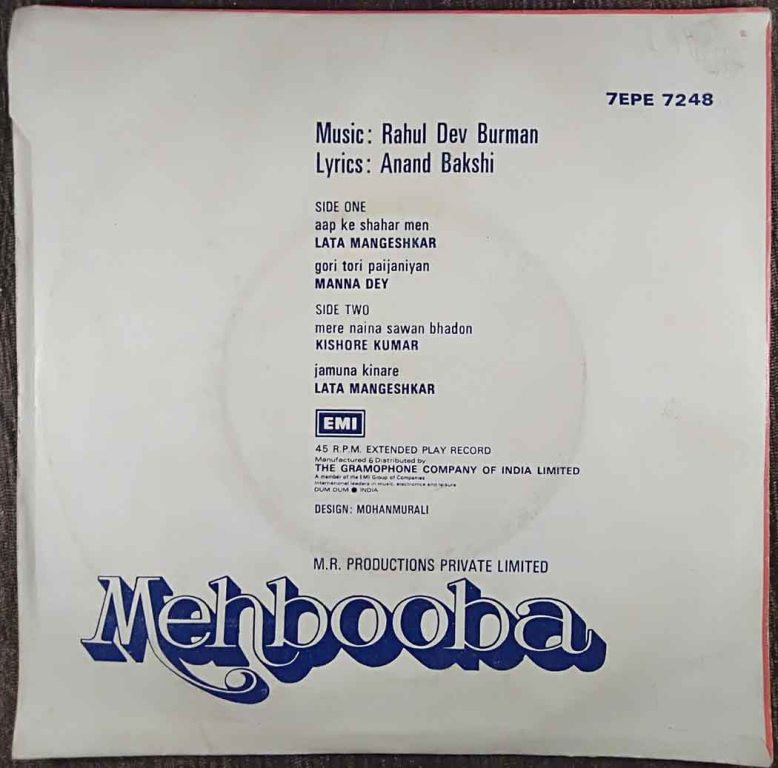 7EPE 7248
Music: Rahul Dev Burman
Lyrics: Anand Bakshi
SIDE ONE
aap ke shahar men
LATA MANGESHKAR
gori tori paijaniyan
MANNA DEY
SIDE TWO
mere naina sawan bhadon
KISHORE KUMAR
jamuna kinare
LATA MANGESHKAR
EMI
45 R.P.M. EXTENDED PLAY RECORD
Manufactured & Distributed by
THE GRAMOPHONE COMPANY OF INDIA LIMITED
A member of the EMI Group of Companies
International leaders in music, electronics and leisure
DUM DUM ● INDIA
DESIGN: MOHANMURALI
M.R. PRODUCTIONS PRIVATE LIMITED
Mehbooba